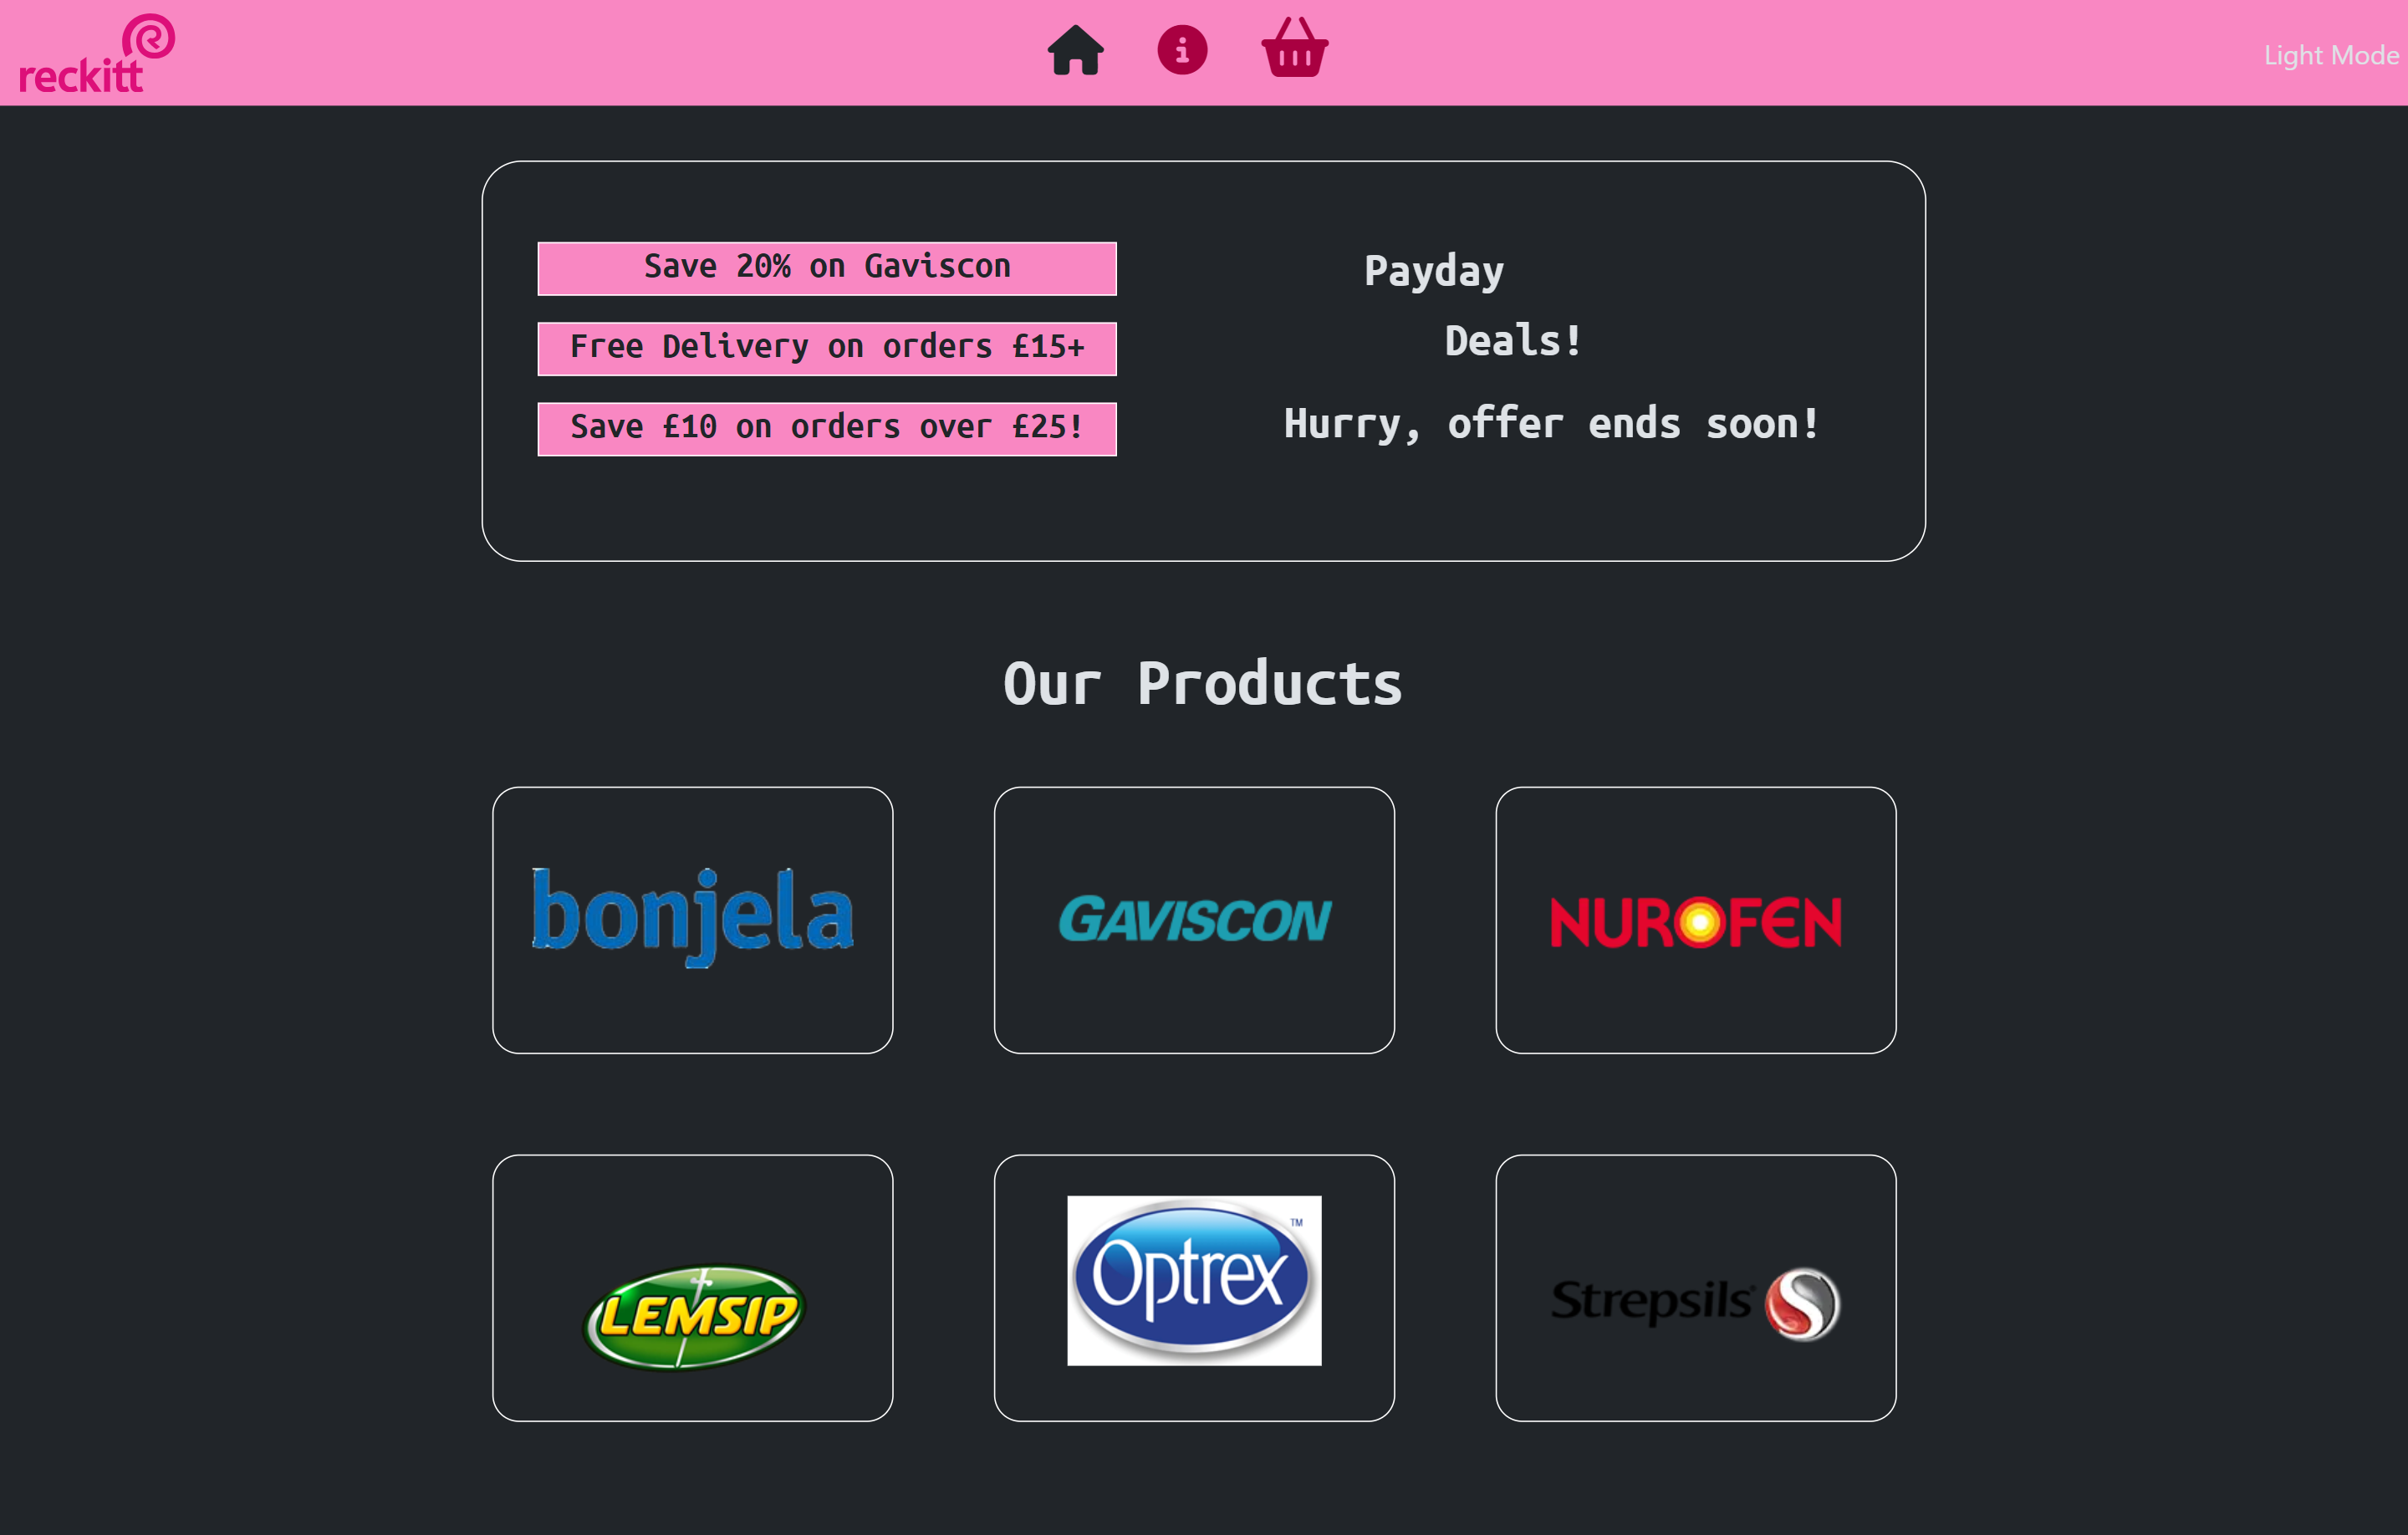 reckitt
Light Mode
Save 20% on Gaviscon
Free Delivery on orders £15+
Save £10 on orders over £25!
Payday
Deals!
Hurry, offer ends soon!
Our Products
bonjela
GAVISCON
NUROFEN
LEMSIP
Optrex™
Strepsils